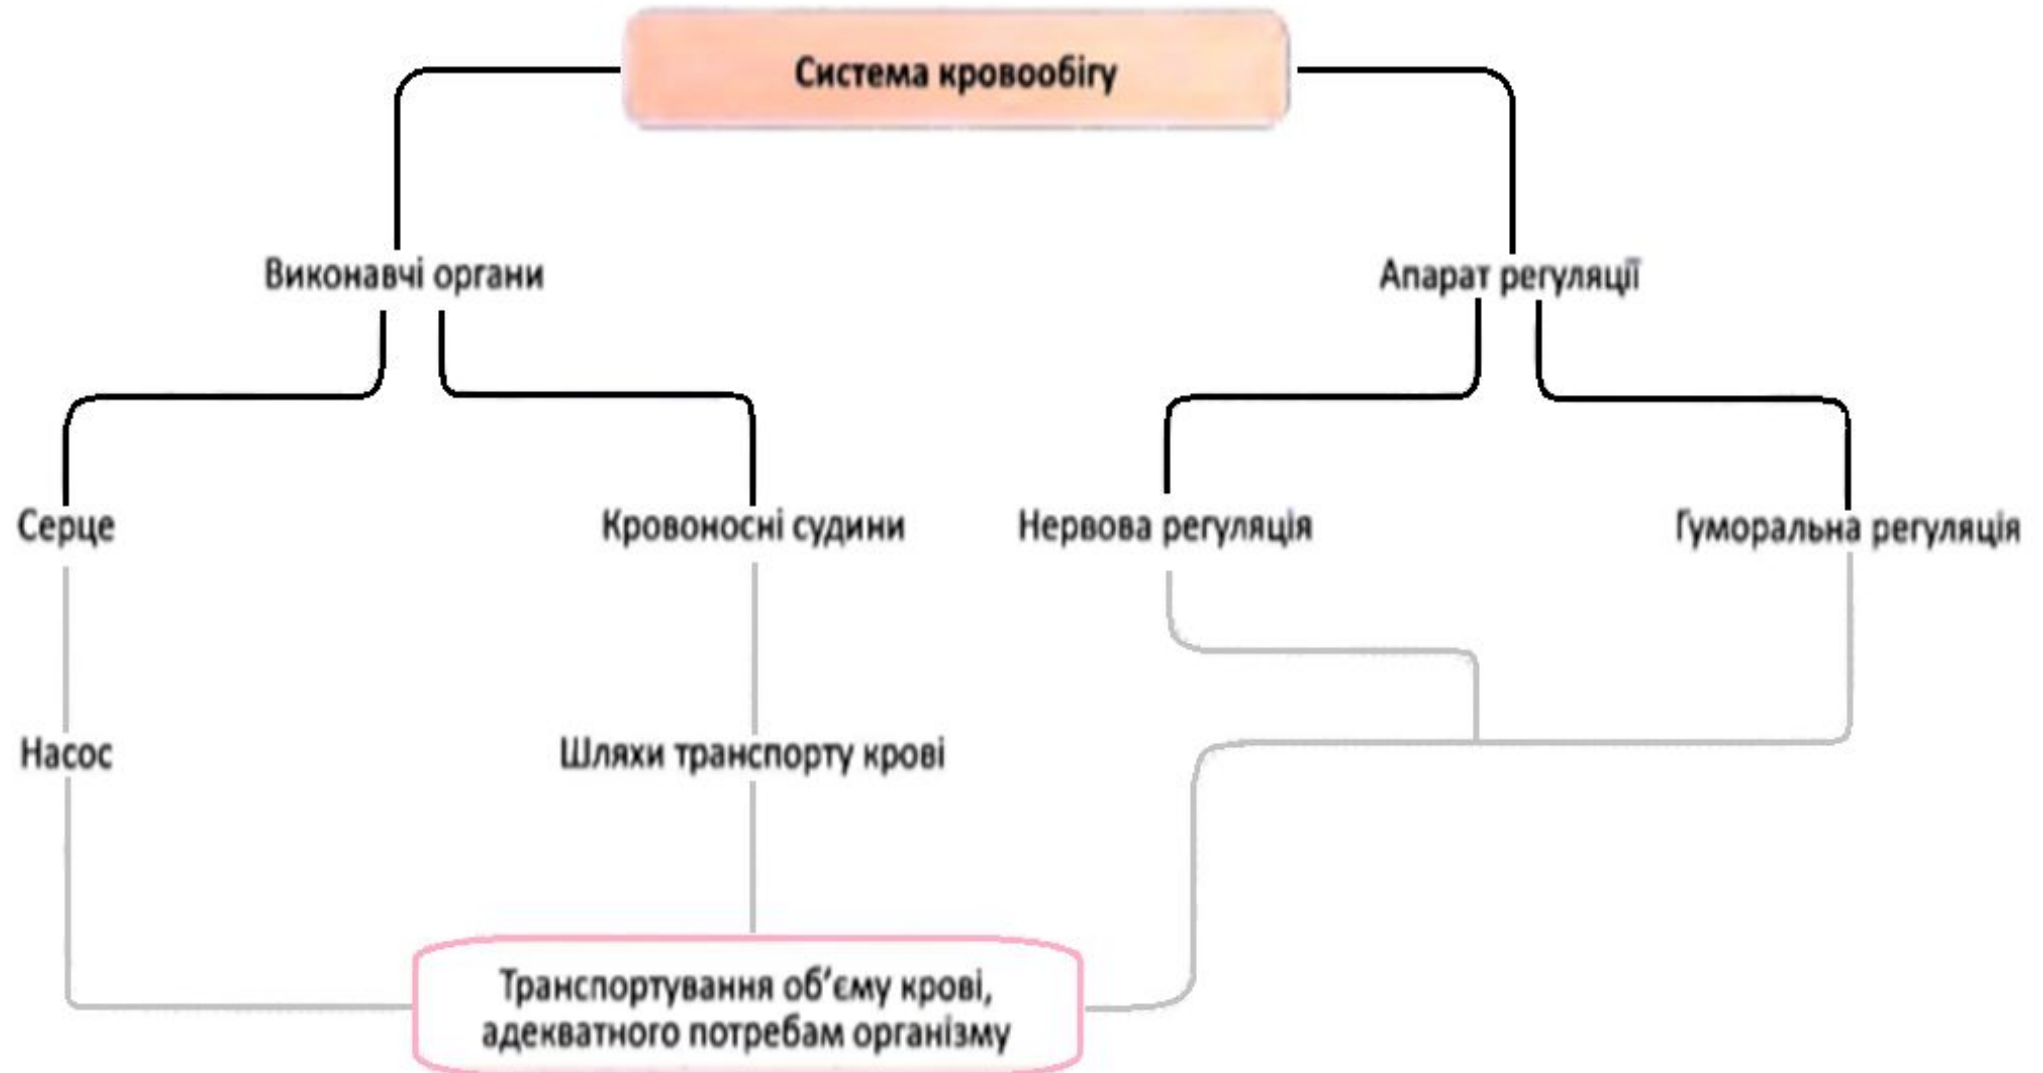 Система кровообігу
Виконавчі органи
Апарат регуляції
Серце
Кровоносні судини
Нервова регуляція
Гуморальна регуляція
Насос
Шляхи транспорту крові
Транспортування об’єму крові,
адекватного потребам організму